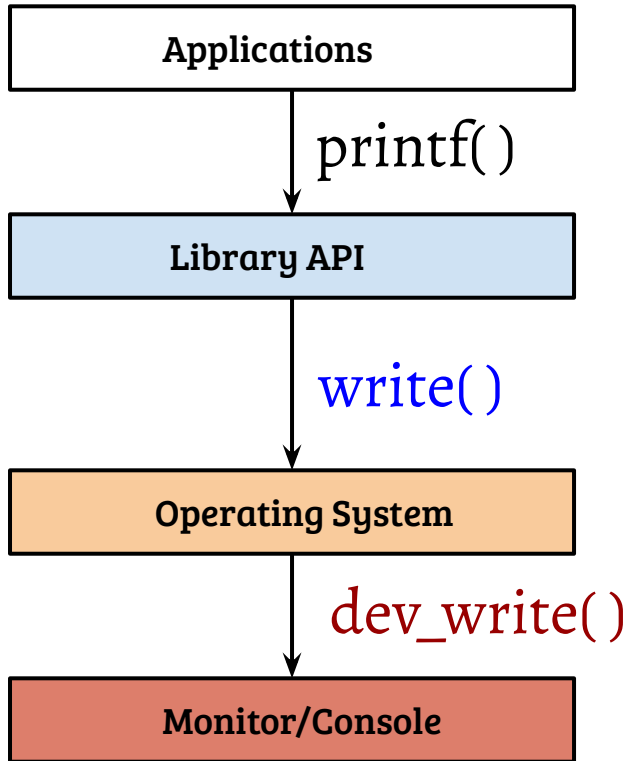 Applications
printf( )
Library API
write( )
Operating System
dev_write( )
Monitor/Console